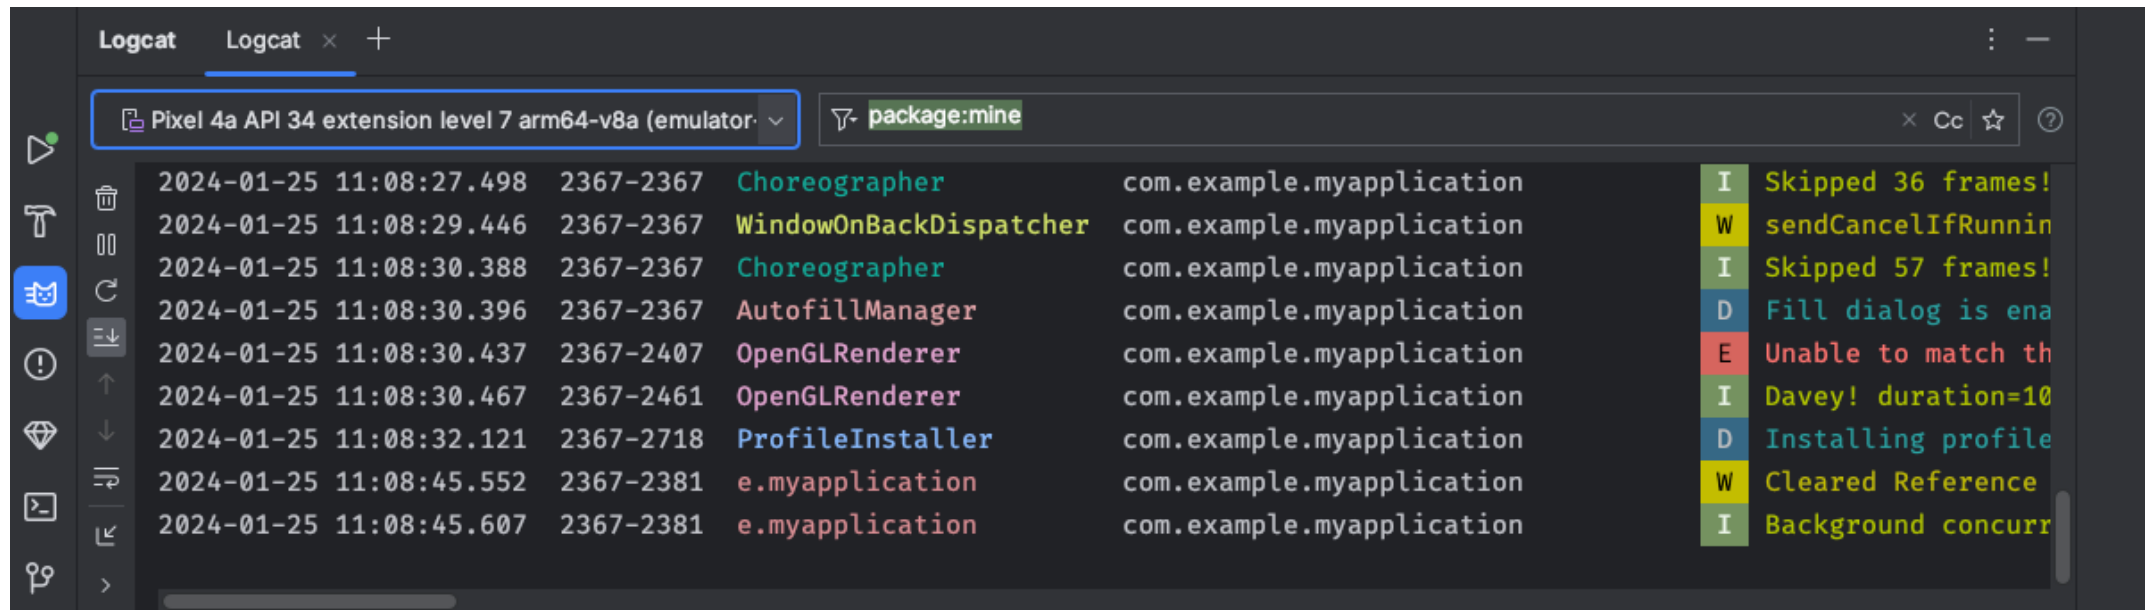 Logcat Logcat
Pixel 4a API 34 extension level 7 arm64-v8a (emulator- package:mine Cc
2024-01-25 11:08:27.498 2367-2367 Choreographer com.example.myapplication I Skipped 36 frames!
2024-01-25 11:08:29.446 2367-2367 WindowOnBackDispatcher com.example.myapplication W sendCancelIfRunnin
2024-01-25 11:08:30.388 2367-2367 Choreographer com.example.myapplication I Skipped 57 frames!
2024-01-25 11:08:30.396 2367-2367 AutofillManager com.example.myapplication D Fill dialog is ena
2024-01-25 11:08:30.437 2367-2407 OpenGLRenderer com.example.myapplication E Unable to match th
2024-01-25 11:08:30.467 2367-2461 OpenGLRenderer com.example.myapplication I Davey! duration=10
2024-01-25 11:08:32.121 2367-2718 ProfileInstaller com.example.myapplication D Installing profile
2024-01-25 11:08:45.552 2367-2381 e.myapplication com.example.myapplication W Cleared Reference
2024-01-25 11:08:45.607 2367-2381 e.myapplication com.example.myapplication I Background concurr